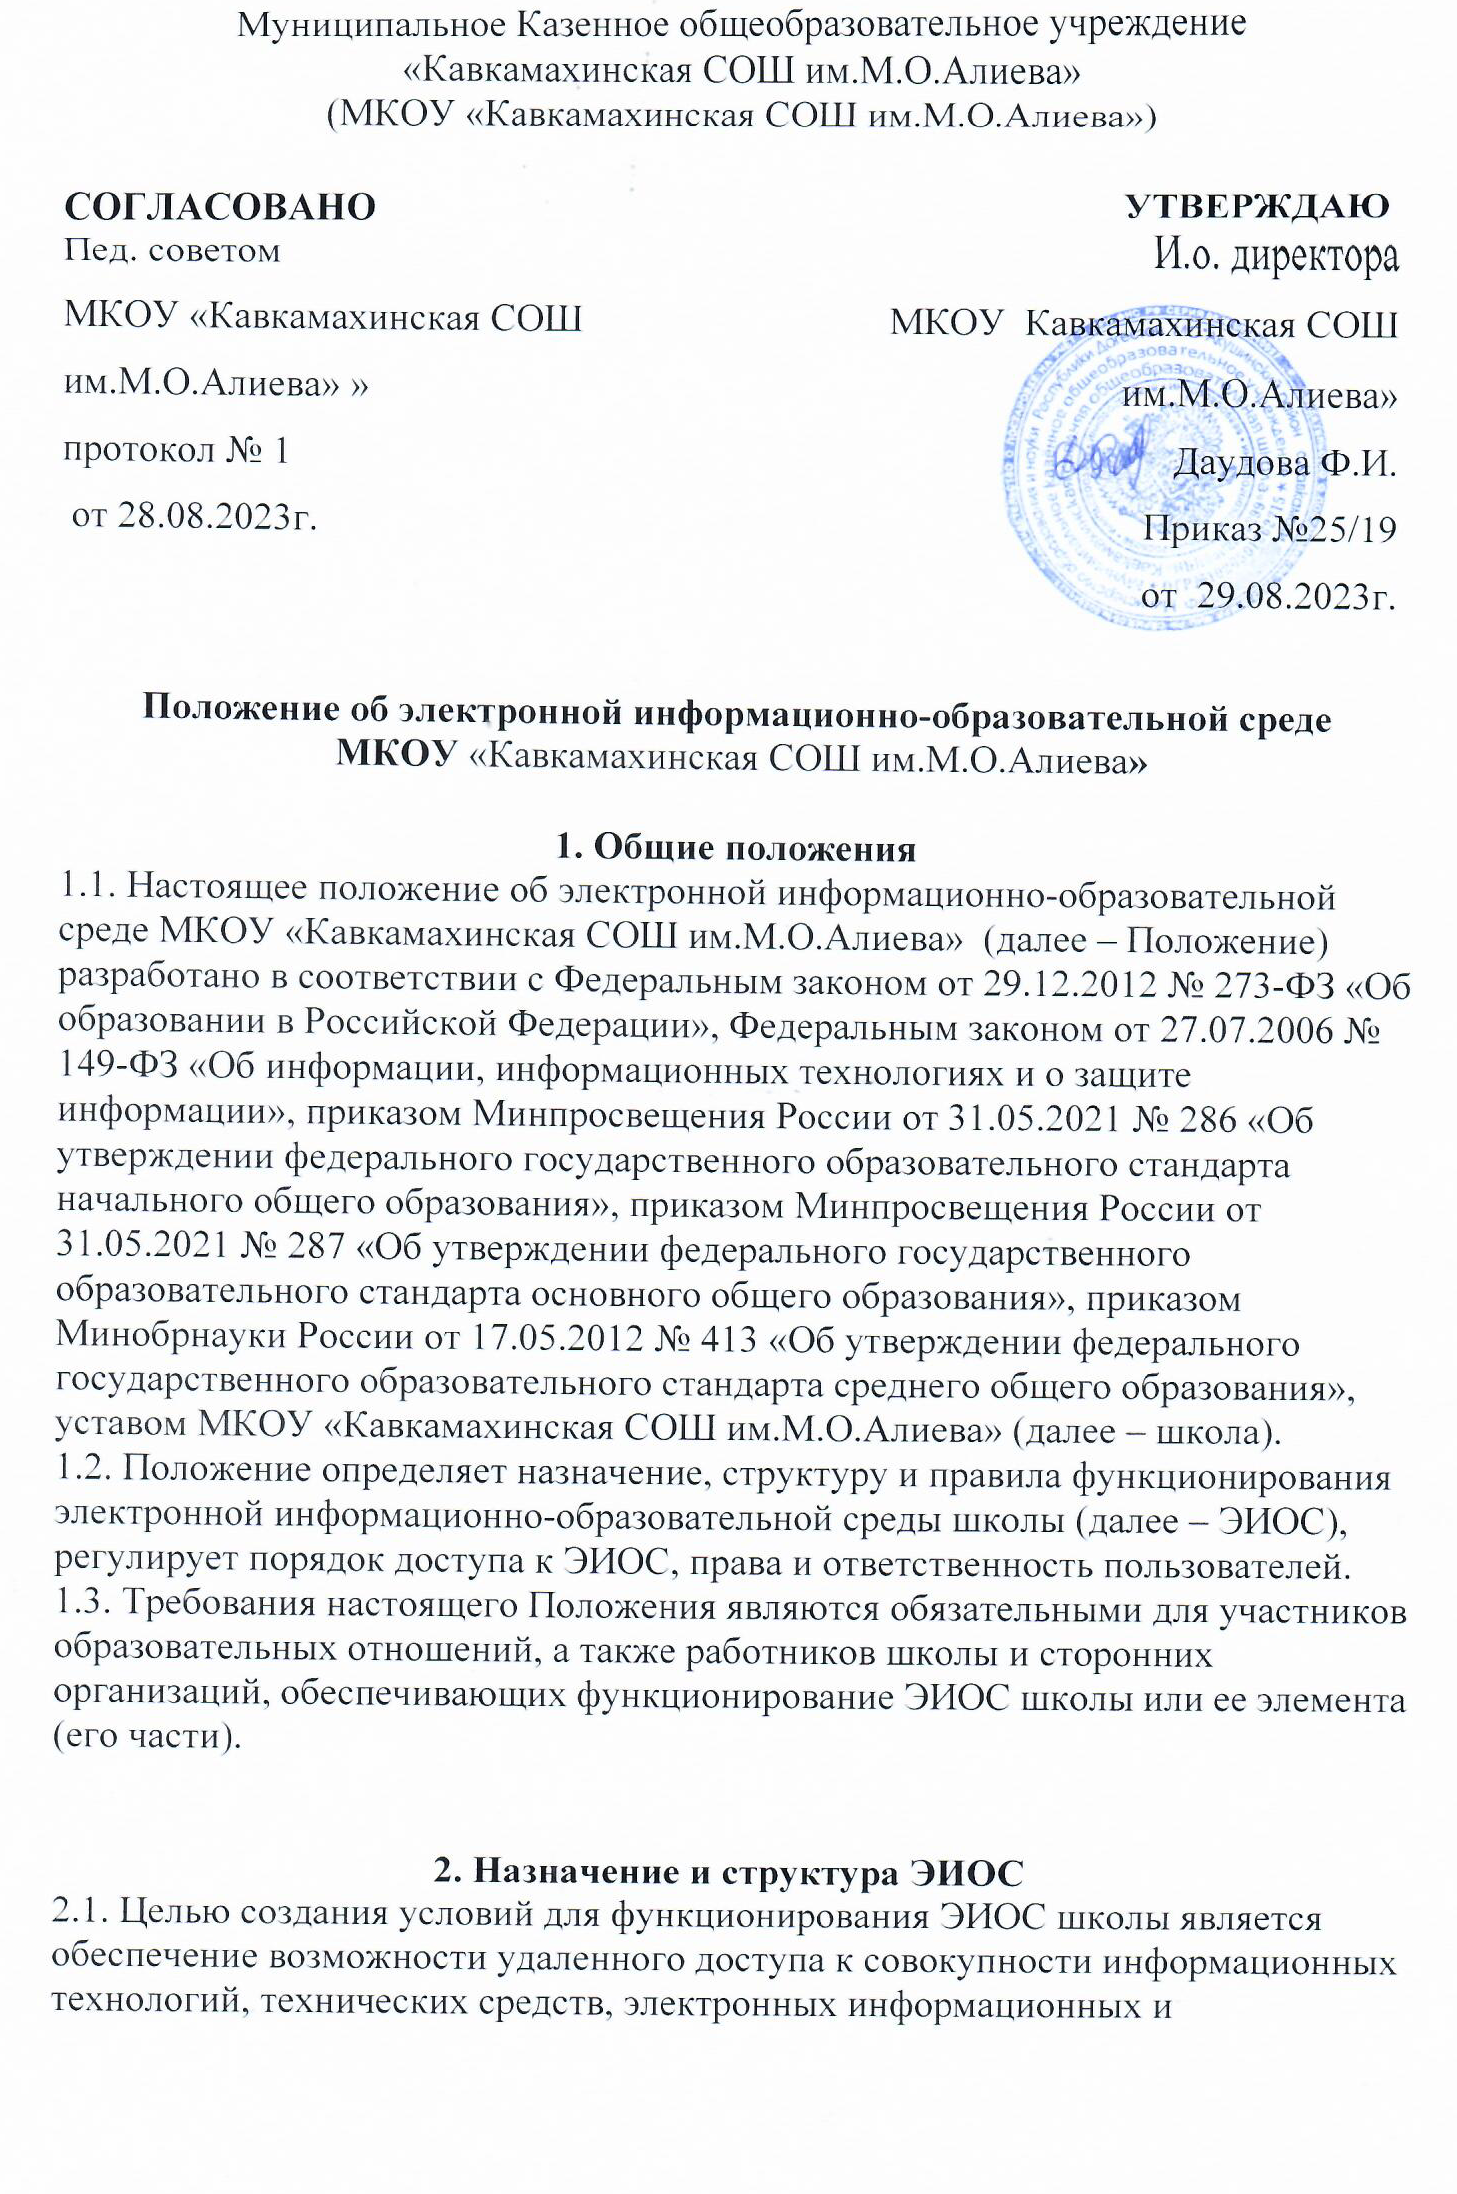 Муниципальное Казенное общеобразовательное учреждение
«Кавкамахинская СОШ им.М.О.Алиева»
(МКОУ «Кавкамахинская СОШ им.М.О.Алиева»)
СОГЛАСОВАНО
Пед. советом
МКОУ «Кавкамахинская СОШ
им.М.О.Алиева» »
протокол № 1
от 28.08.2023г.
УТВЕРЖДАЮ
И.о. директора
МКОУ Кавкамахинская СОШ
им.М.О.Алиева»
Даудова Ф.И.
Приказ №25/19
от 29.08.2023г.
Положение об электронной информационно-образовательной среде
МКОУ «Кавкамахинская СОШ им.М.О.Алиева»
1. Общие положения
1.1. Настоящее положение об электронной информационно-образовательной
среде МКОУ «Кавкамахинская СОШ им.М.О.Алиева» (далее – Положение)
разработано в соответствии с Федеральным законом от 29.12.2012 № 273-ФЗ «Об
образовании в Российской Федерации», Федеральным законом от 27.07.2006 №
149-ФЗ «Об информации, информационных технологиях и о защите
информации», приказом Минпросвещения России от 31.05.2021 № 286 «Об
утверждении федерального государственного образовательного стандарта
начального общего образования», приказом Минпросвещения России от
31.05.2021 № 287 «Об утверждении федерального государственного
образовательного стандарта основного общего образования», приказом
Минобрнауки России от 17.05.2012 № 413 «Об утверждении федерального
государственного образовательного стандарта среднего общего образования»,
уставом МКОУ «Кавкамахинская СОШ им.М.О.Алиева» (далее – школа).
1.2. Положение определяет назначение, структуру и правила функционирования
электронной информационно-образовательной среды школы (далее – ЭИОС),
регулирует порядок доступа к ЭИОС, права и ответственность пользователей.
1.3. Требования настоящего Положения являются обязательными для участников
образовательных отношений, а также работников школы и сторонних
организаций, обеспечивающих функционирование ЭИОС школы или ее элемента
(его части).
2. Назначение и структура ЭИОС
2.1. Целью создания условий для функционирования ЭИОС школы является
обеспечение возможности удаленного доступа к совокупности информационных
технологий, технических средств, электронных информационных и